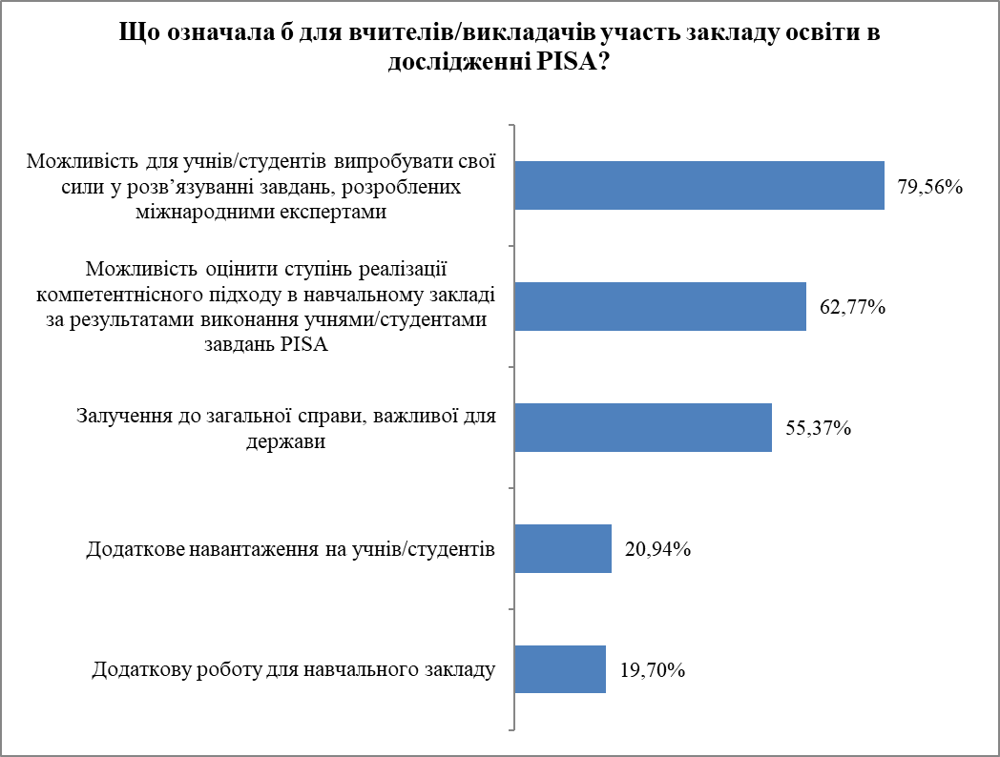 Що означала б для вчителів/викладачів участь закладу освіти в
дослідженні PISA?
Можливість для учнів/студентів випробувати свої
сили у розв’язуванні завдань, розроблених
міжнародними експертами
79,56%
Можливість оцінити ступінь реалізації
компетентнісного підходу в навчальному закладі
за результатами виконання учнями/студентами
завдань PISA
62,77%
Залучення до загальної справи, важливої для
держави
55,37%
Додаткове навантаження на учнів/студентів
20,94%
Додаткову роботу для навчального закладу
19,70%